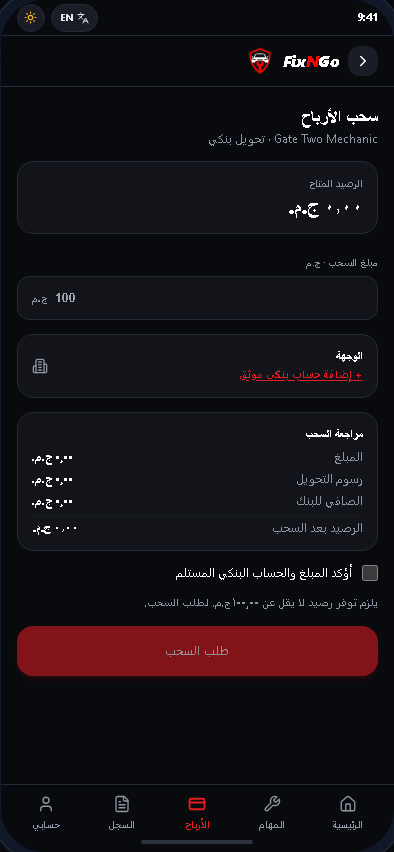 EN
9:41
FixNGo
سحب الأرباح
Gate Two Mechanic · تحويل بنكي
الرصيد المتاح
٠٫٠٠ ج.م.
مبلغ السحب · ج.م
100 ج.م
الوجهة
+ إضافة حساب بنكي موثق
مراجعة السحب
المبلغ ٠٫٠٠ ج.م.
رسوم التحويل ٠٫٠٠ ج.م.
الصافي للبنك ٠٫٠٠ ج.م.
الرصيد بعد السحب ٠٫٠٠ ج.م.
أؤكد المبلغ والحساب البنكي المستلم
يلزم توفر رصيد لا يقل عن ١٠٠٫٠٠ ج.م. لطلب السحب.
طلب السحب
الرئيسية المهام الأرباح السجل حسابي